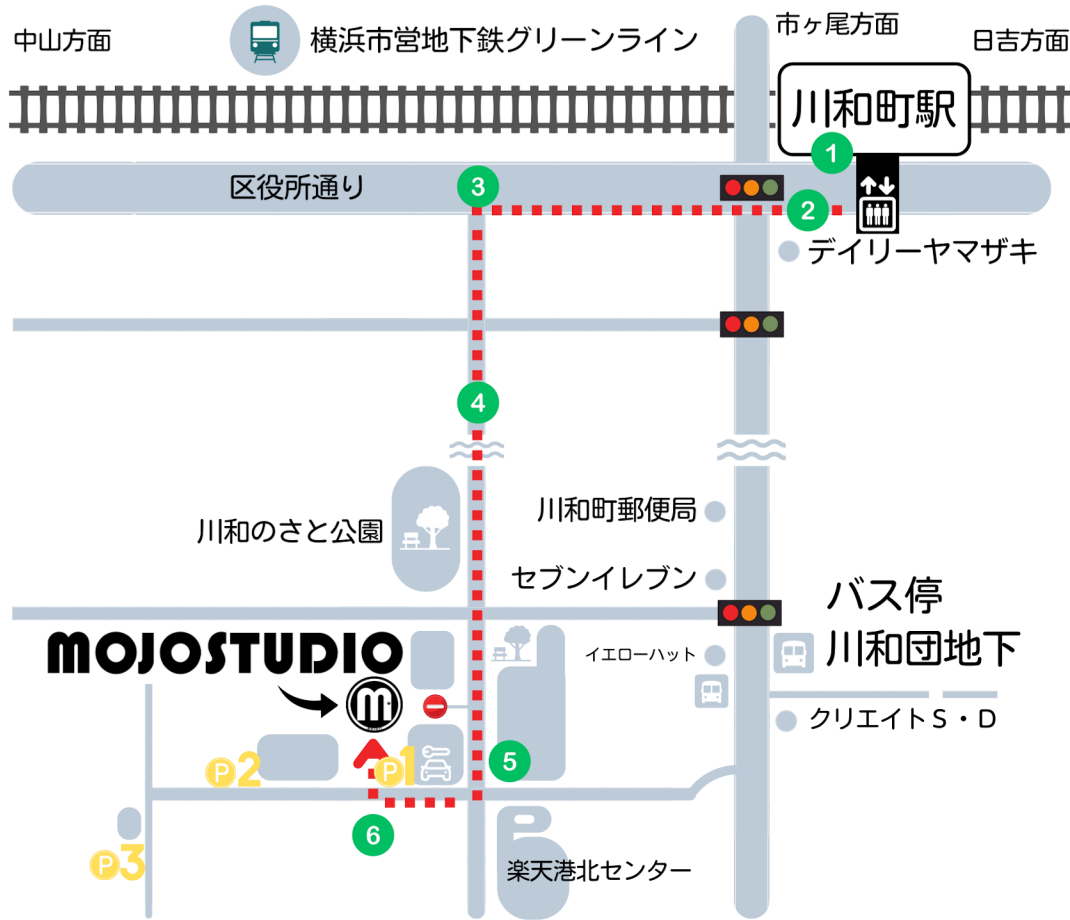 中山方面
横浜市営地下鉄グリーンライン
市ヶ尾方面
日吉方面
川和町駅
1
区役所通り
3
2
デイリーヤマザキ
4
川和町郵便局
川和のさと公園
セブンイレブン
バス停
川和団地下
MOJOSTUDIO
イエローハット
m
クリエイトS・D
P1
P2
5
6
P3
楽天港北センター